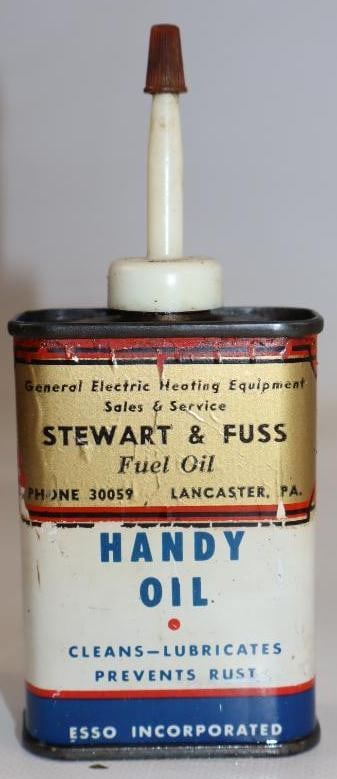 General Electric Heating Equipment
Sales & Service
STEWART & FUSS
Fuel Oil
PHONE 30059 LANCASTER, PA.
HANDY
OIL
CLEANS—LUBRICATES
PREVENTS RUST
ESSO INCORPORATED